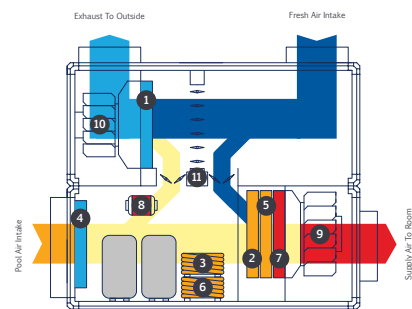 Exhaust To Outside
Fresh Air Intake
1
10
11
8
4
5
9
2
3
7
6
Pool Air Intake
Supply Air To Room